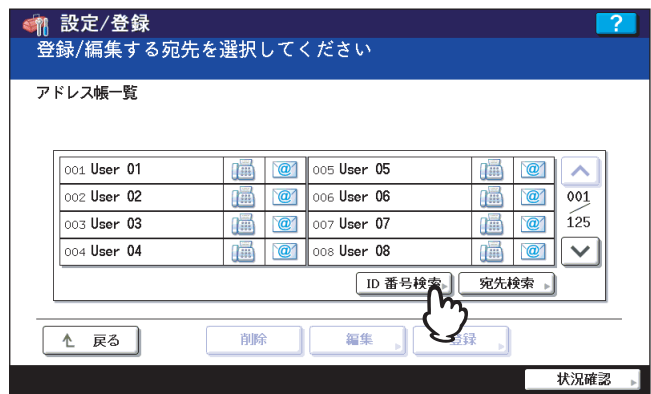 設定/登録 ?
登録/編集する宛先を選択してください
アドレス帳一覧
001 User 01 005 User 05
002 User 02 006 User 06
003 User 03 007 User 07
004 User 04 008 User 08
001
125
ID 番号検索 宛先検索
戻る 削除 編集 登録
状況確認